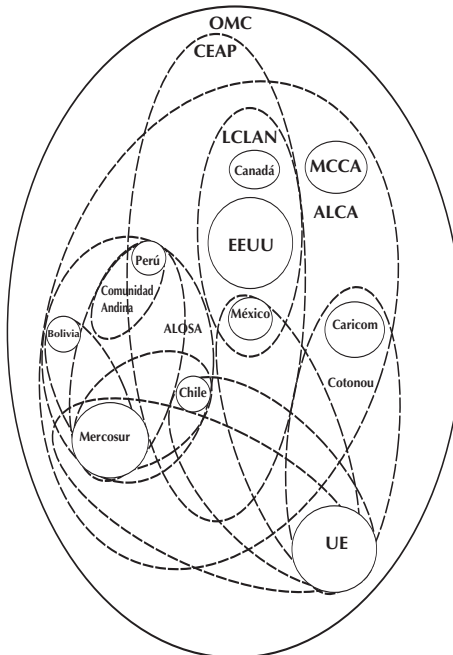 OMC
CEAP
LCLAN
Canadá
MCCA
ALCA
EEUU
Perú
Comunidad
Andina
México
Caricom
Bolivia
ALOSA
Cotonou
Chile
Mercosur
UE